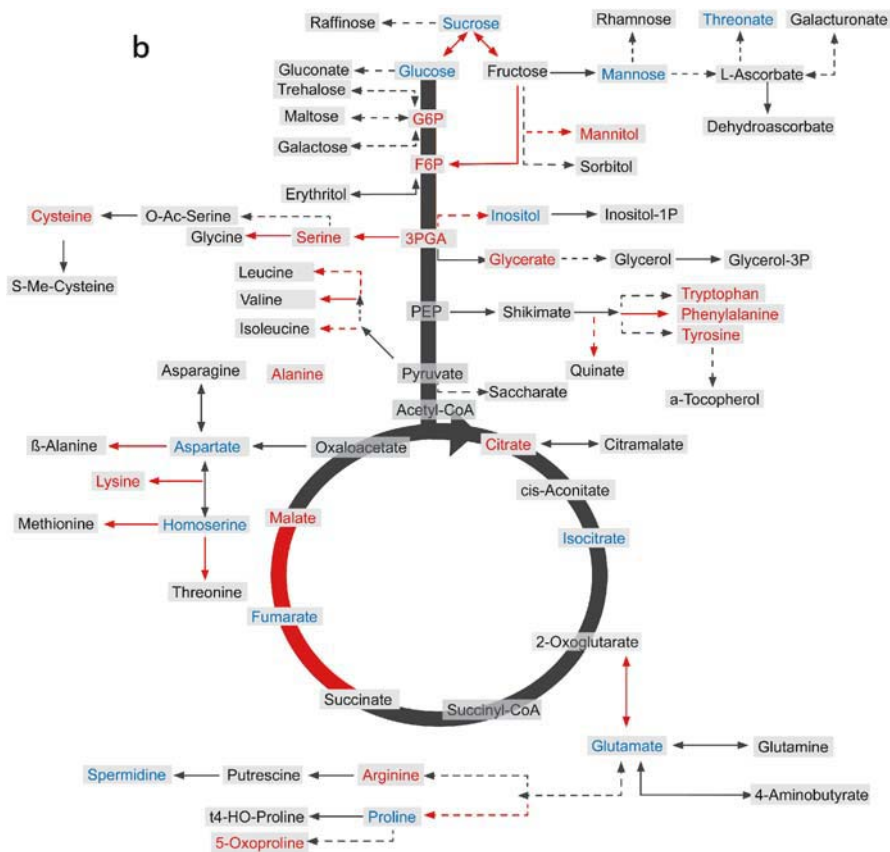 b
Raffinose
Sucrose
Rhamnose
Threonate
Galacturonate
Gluconate
Glucose
Fructose
Mannose
L-Ascorbate
Trehalose
Maltose
G6P
Mannitol
Dehydroascorbate
Galactose
F6P
Sorbitol
Erythritol
Cysteine
O-Ac-Serine
Inositol
Inositol-1P
Glycine
Serine
3PGA
Glycerate
Glycerol
Glycerol-3P
Leucine
S-Me-Cysteine
Valine
Tryptophan
PEP
Shikimate
Phenylalanine
Isoleucine
Tyrosine
Asparagine
Alanine
Pyruvate
Quinate
Saccharate
a-Tocopherol
Acetyl-CoA
ß-Alanine
Aspartate
Oxaloacetate
Citrate
Citramalate
Lysine
cis-Aconitate
Methionine
Homoserine
Malate
Isocitrate
Threonine
Fumarate
2-Oxoglutarate
Succinate
Succinyl-CoA
Glutamate
Glutamine
Spermidine
Putrescine
Arginine
4-Aminobutyrate
t4-HO-Proline
Proline
5-Oxoproline